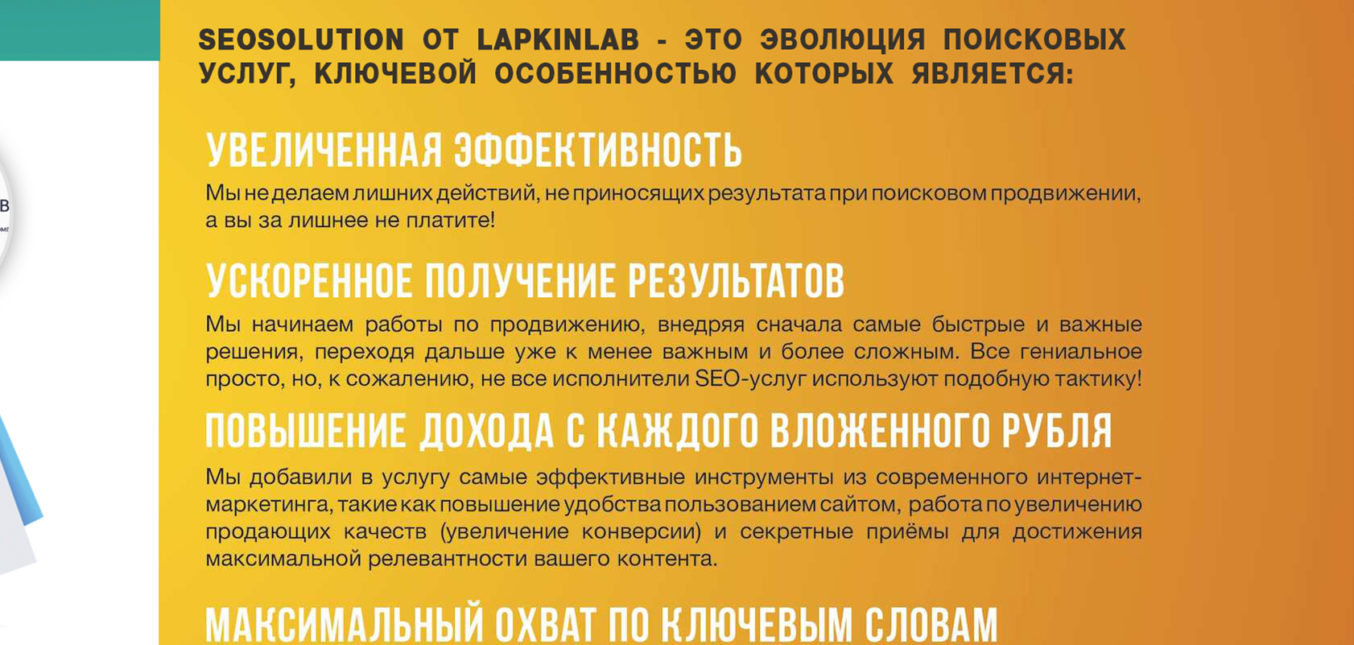 SEOSOLUTION ОТ LAPKINLAB - ЭТО ЭВОЛЮЦИЯ ПОИСКОВЫХ
УСЛУГ, КЛЮЧЕВОЙ ОСОБЕННОСТЬЮ КОТОРЫХ ЯВЛЯЕТСЯ:
УВЕЛИЧЕННАЯ ЭФФЕКТИВНОСТЬ
Мы не делаем лишних действий, не приносящих результата при поисковом продвижении,
а вы за лишнее не платите!
УСКОРЕННОЕ ПОЛУЧЕНИЕ РЕЗУЛЬТАТОВ
Мы начинаем работы по продвижению, внедряя сначала самые быстрые и важные
решения, переходя дальше уже к менее важным и более сложным. Все гениальное
просто, но, к сожалению, не все исполнители SEO-услуг используют подобную тактику!
ПОВЫШЕНИЕ ДОХОДА С КАЖДОГО ВЛОЖЕННОГО РУБЛЯ
Мы добавили в услугу самые эффективные инструменты из современного интернет-
маркетинга, такие как повышение удобства пользованием сайтом, работа по увеличению
продающих качеств (увеличение конверсии) и секретные приёмы для достижения
максимальной релевантности вашего контента.
МАКСИМАЛЬНЫЙ ОХВАТ ПО КЛЮЧЕВЫМ СЛОВАМ